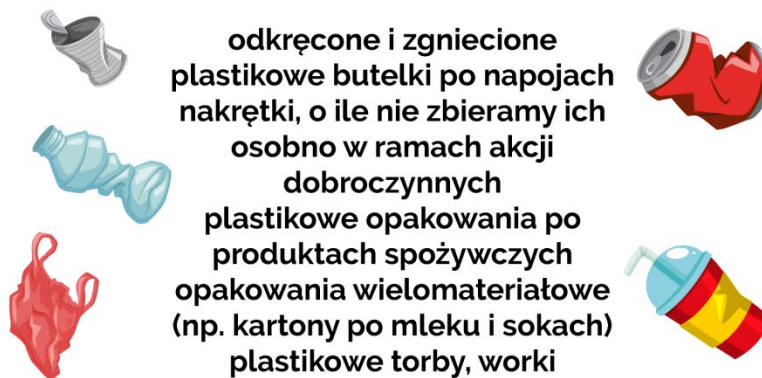 odkręcone i zgniecione
plastikowe butelki po napojach
nakrętki, o ile nie zbieramy ich
osobno w ramach akcji
dobroczynnych
plastikowe opakowania po
produktach spożywczych
opakowania wielomateriałowe
(np. kartony po mleku i sokach)
plastikowe torby, worki